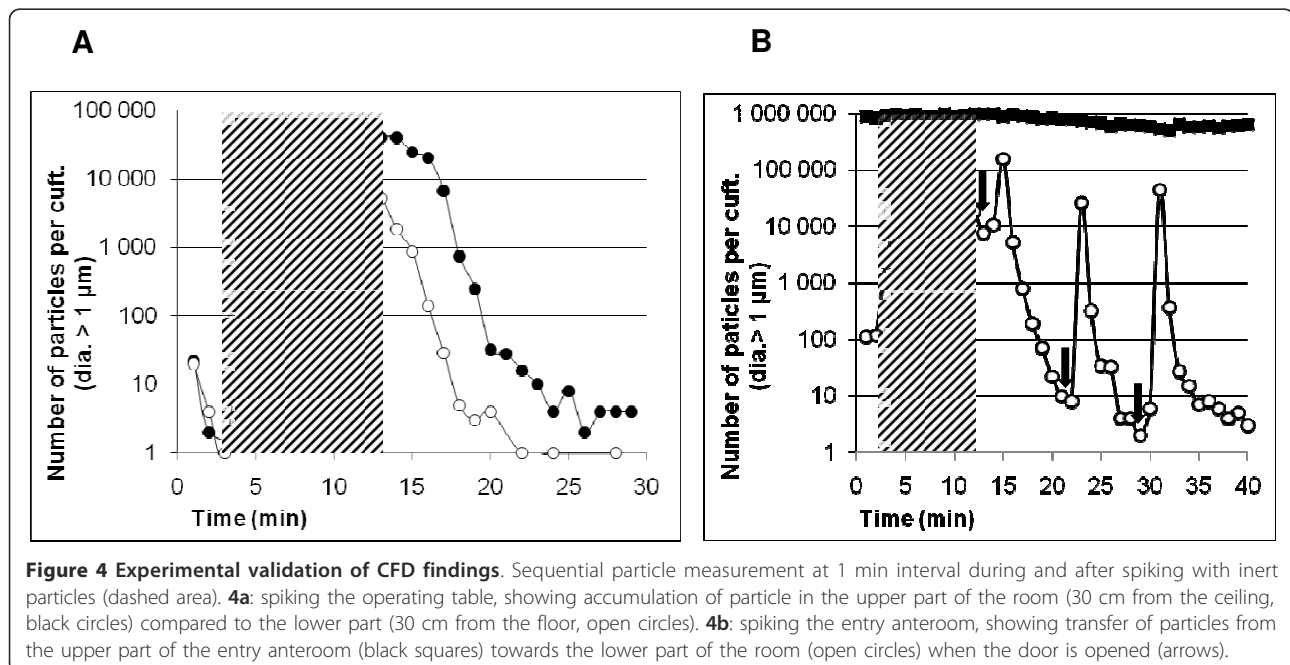 A
B
100 000
10 000
1 000
100
10
1
Number of particles per cuft.
(dia. > 1 µm)
0 5 10 15 20 25 30
Time (min)
1 000 000
100 000
10 000
1 000
100
10
1
Number of paticles per cuft.
(dia.> 1 µm)
0 5 10 15 20 25 30 35 40
Time (min)
Figure 4 Experimental validation of CFD findings. Sequential particle measurement at 1 min interval during and after spiking with inert
particles (dashed area). 4a: spiking the operating table, showing accumulation of particle in the upper part of the room (30 cm from the ceiling,
black circles) compared to the lower part (30 cm from the floor, open circles). 4b: spiking the entry anteroom, showing transfer of particles from
the upper part of the entry anteroom (black squares) towards the lower part of the room (open circles) when the door is opened (arrows).